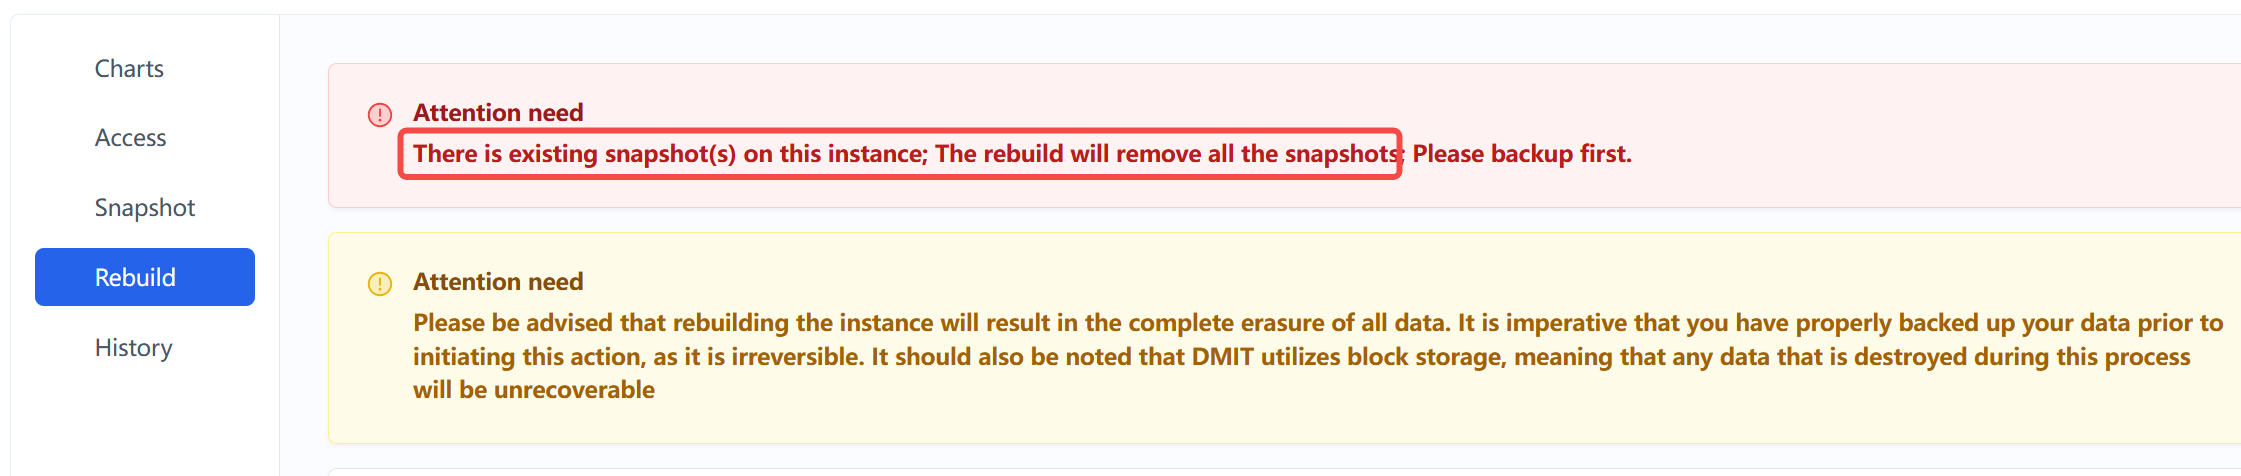 Charts
Access
Snapshot
Rebuild
History
Attention need
There is existing snapshot(s) on this instance; The rebuild will remove all the snapshots; Please backup first.
Attention need
Please be advised that rebuilding the instance will result in the complete erasure of all data. It is imperative that you have properly backed up your data prior to
initiating this action, as it is irreversible. It should also be noted that DMIT utilizes block storage, meaning that any data that is destroyed during this process
will be unrecoverable